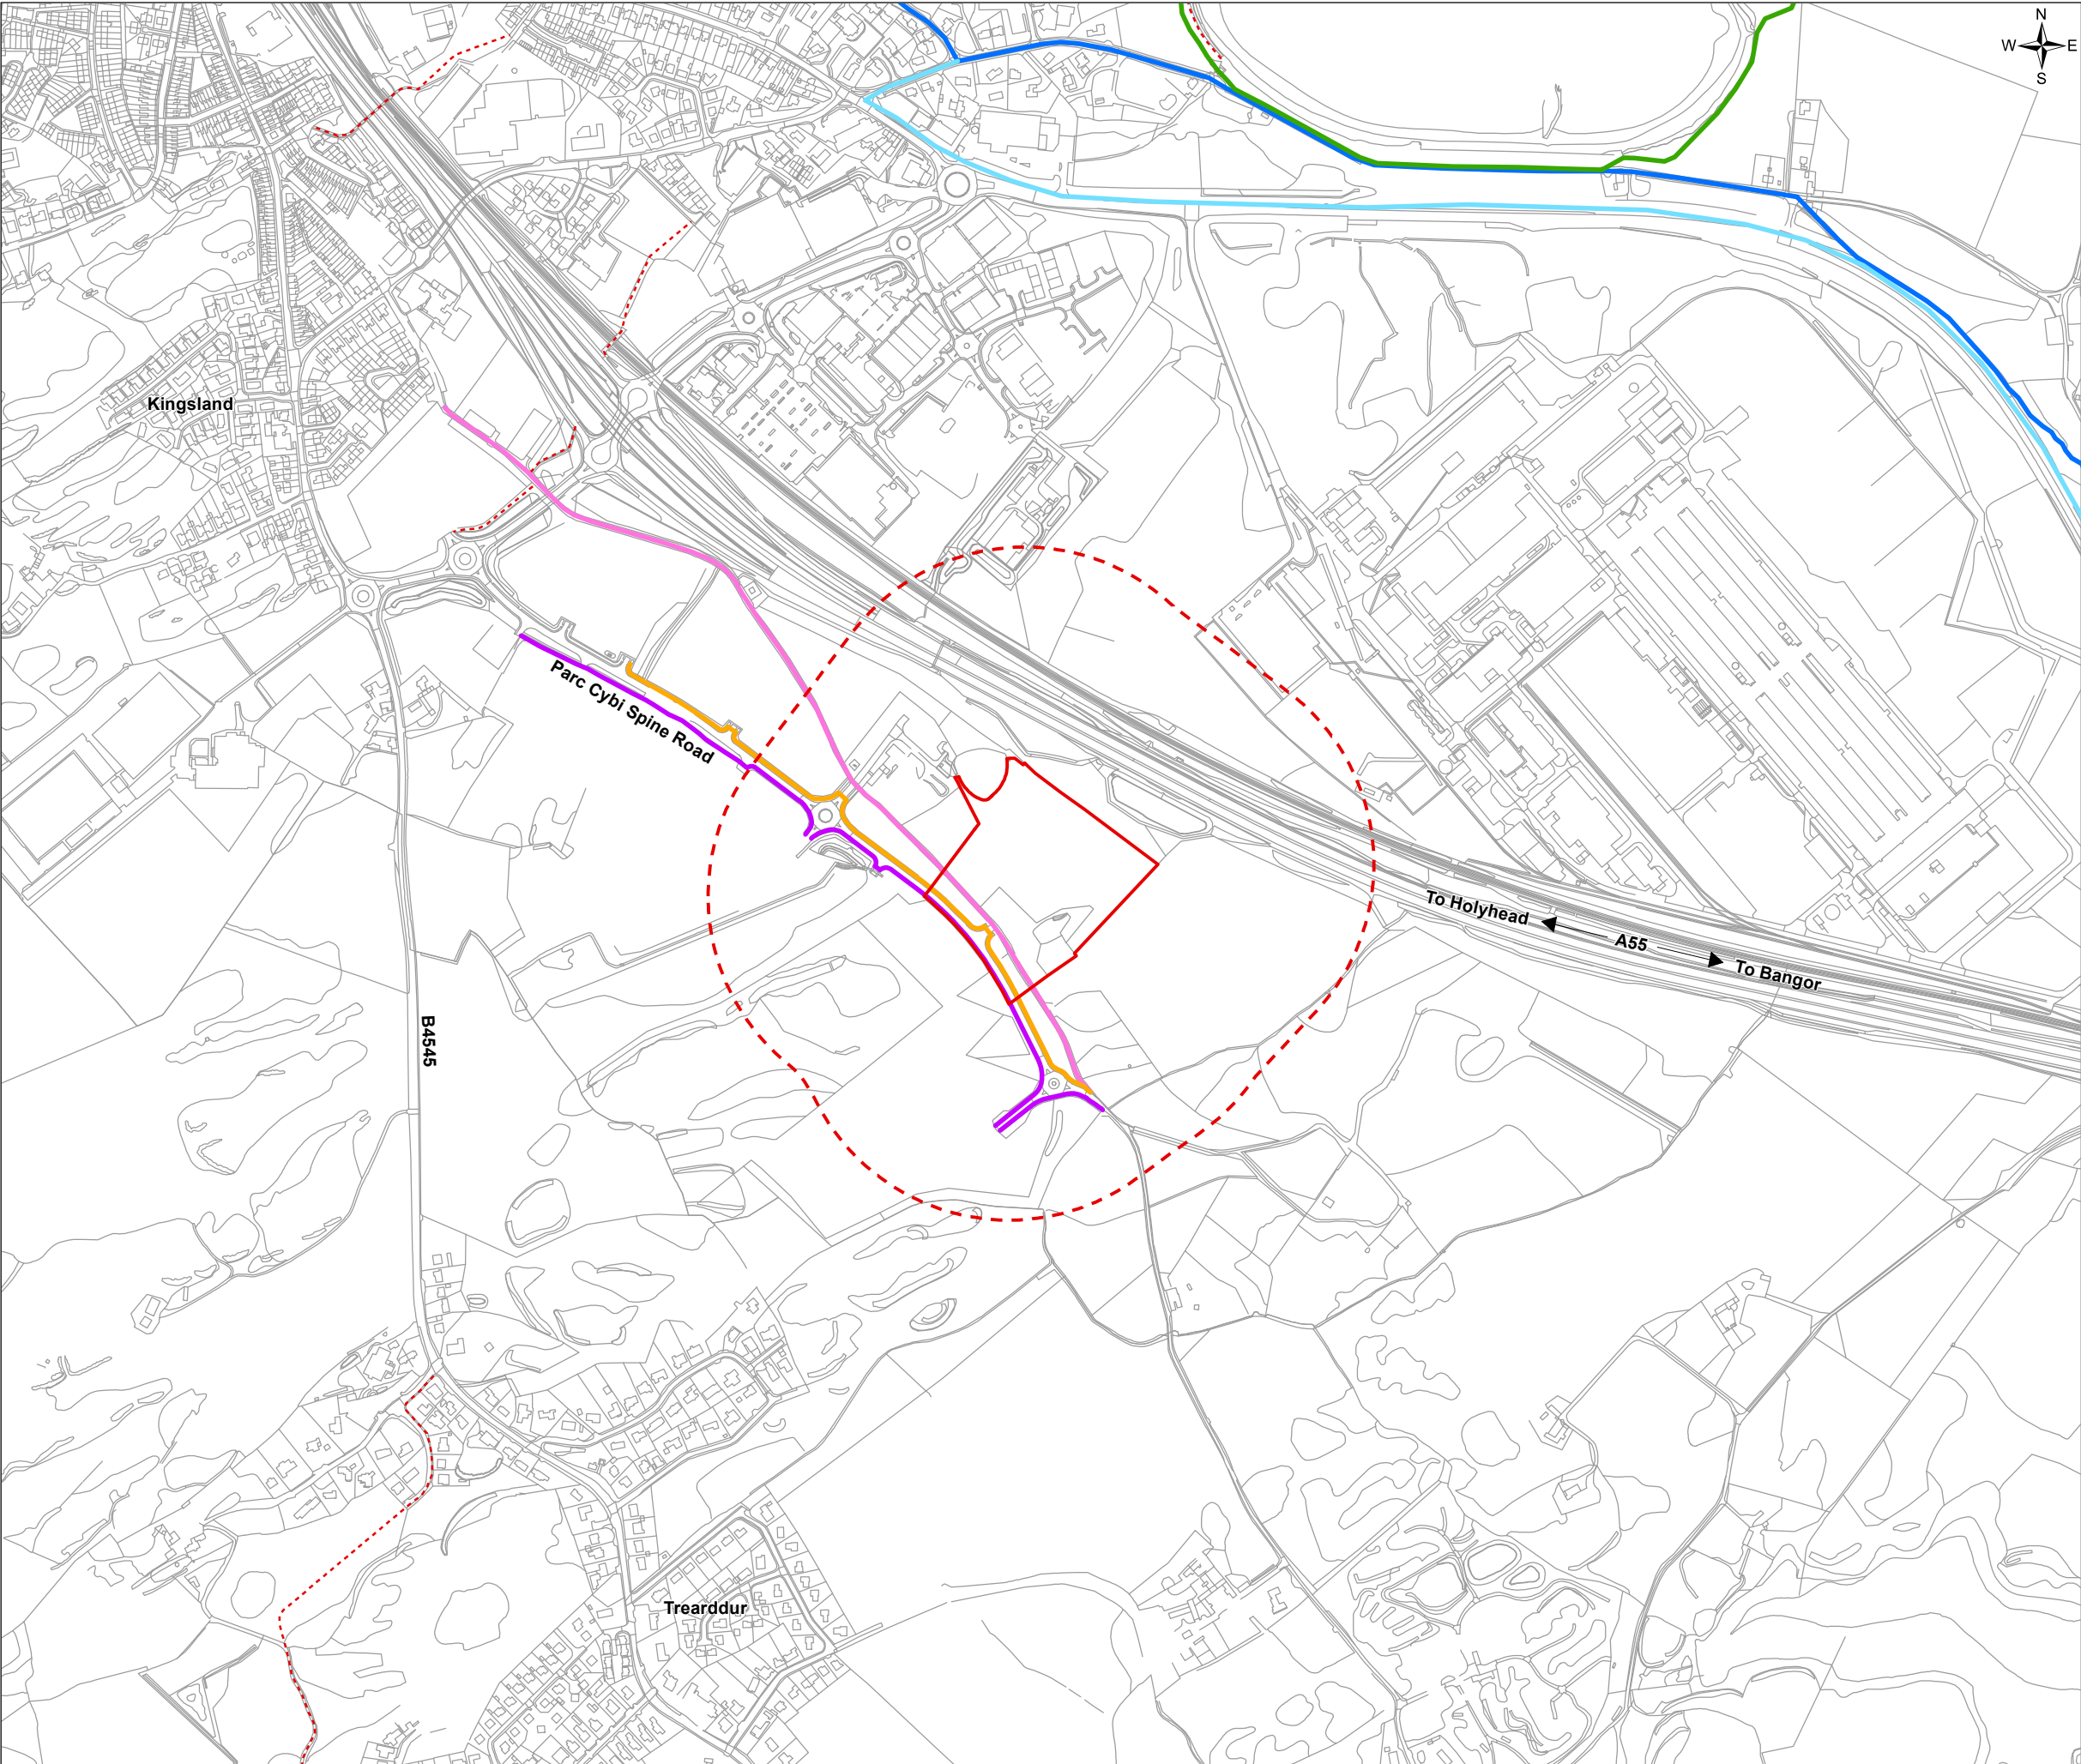 N
W E
S
Kingsland
Parc Cybi Spine Road
To Holyhead
A55
To Bangor
B4545
Trearddur